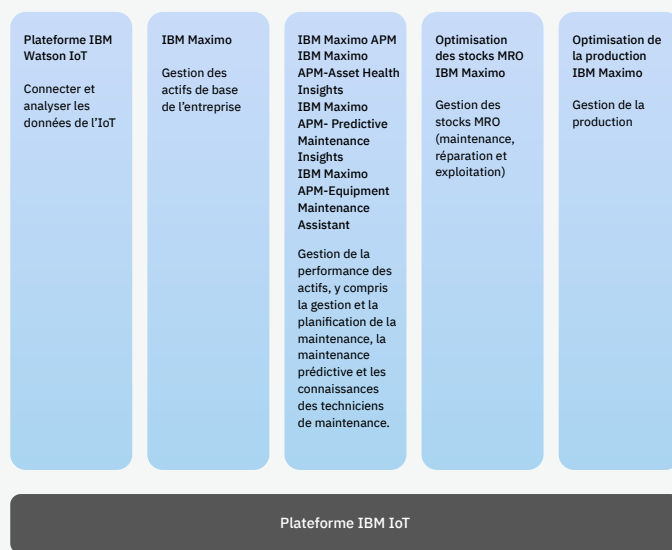 Plateforme IBM
Watson IoT
Connecter et
analyser les
données de l’IoT
IBM Maximo
Gestion des
actifs de base
de l’entreprise
IBM Maximo APM
IBM Maximo
APM-Asset Health
Insights
IBM Maximo
APM- Predictive
Maintenance
Insights
IBM Maximo
APM-Equipment
Maintenance
Assistant
Gestion de la
performance des
actifs, y compris
la gestion et la
planification de la
maintenance, la
maintenance
prédictive et les
connaissances
des techniciens
de maintenance.
Optimisation
des stocks MRO
IBM Maximo
Gestion des
stocks MRO
(maintenance,
réparation et
exploitation)
Optimisation de
la production
IBM Maximo
Gestion de la
production
Plateforme IBM IoT